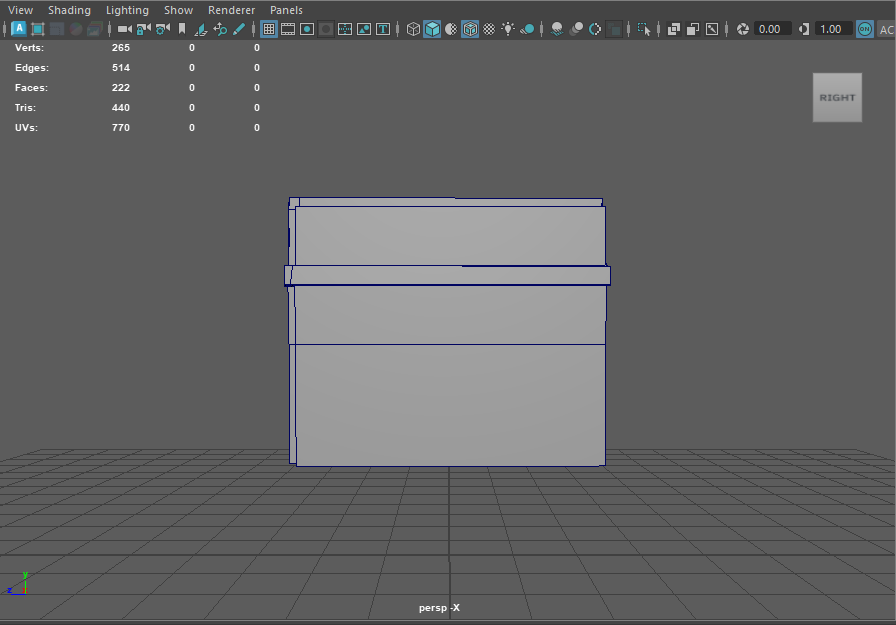 View Shading Lighting Show Renderer Panels
A T 0.00 1.00 ON AC
Verts: 265 0 0
Edges: 514 0 0
Faces: 222 0 0
Tris: 440 0 0
UVs: 770 0 0
RIGHT
y
z
persp -X